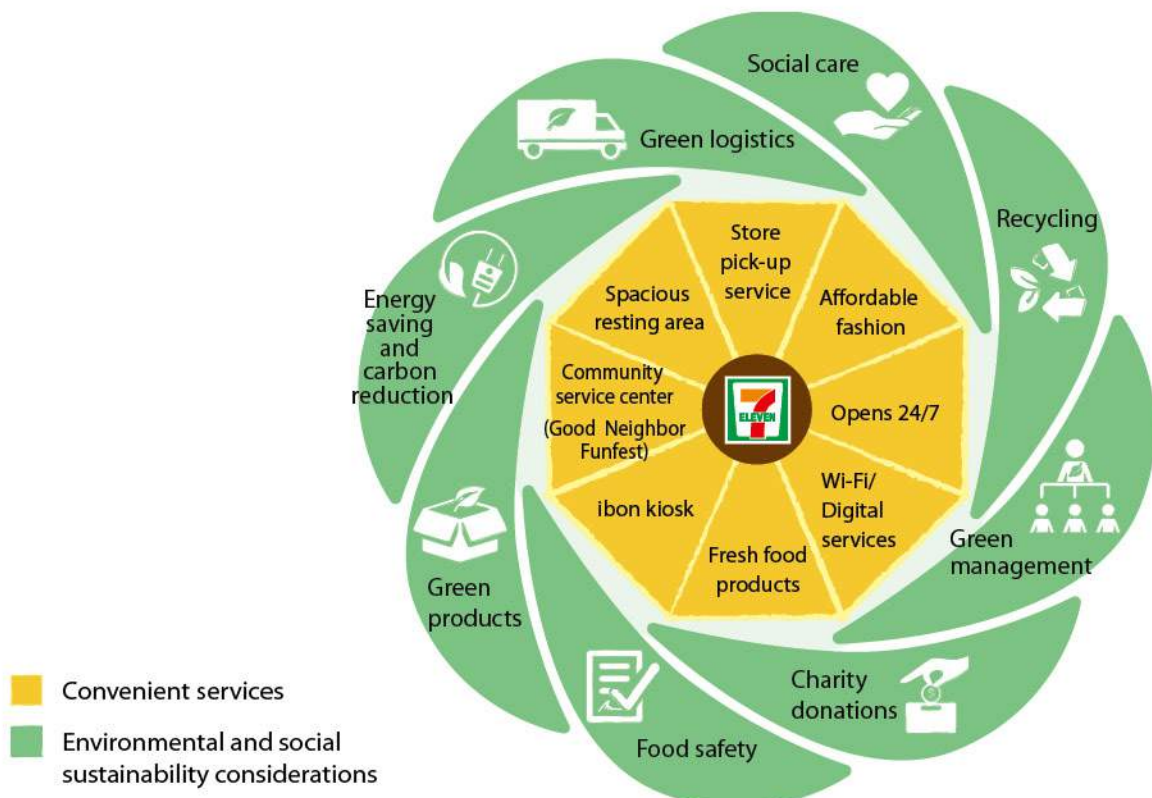 Social care
Green logistics
Recycling
Energy
saving
and
carbon
reduction
Green
management
Green
products
Charity
donations
Food safety
Store
pick-up
service
Spacious
resting area
Affordable
fashion
Community
service center
(Good Neighbor
Funfest)
7
ELEVEN
Opens 24/7
ibon kiosk
Wi-Fi/
Digital
services
Fresh food
products
Convenient services
Environmental and social
sustainability considerations